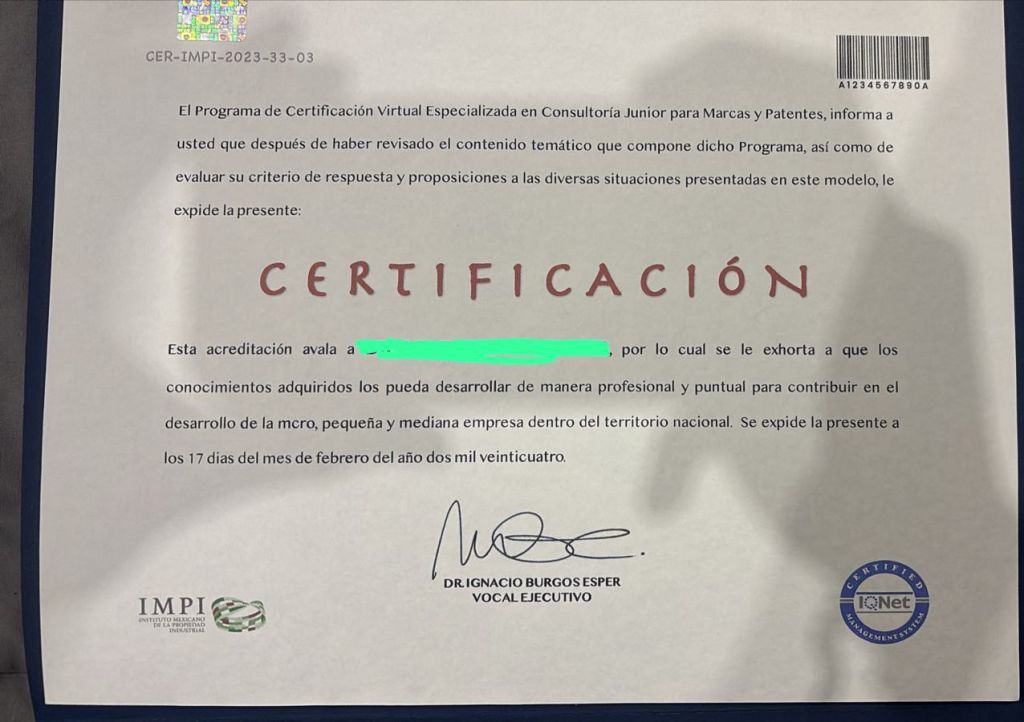 CER-IMPI-2023-33-03
A1234567890A
El Programa de Certificación Virtual Especializada en Consultoría Junior para Marcas y Patentes, informa a
usted que después de haber revisado el contenido temático que compone dicho Programa, así como de
evaluar su criterio de respuesta y proposiciones a las diversas situaciones presentadas en este modelo, le
expide la presente:
CERTIFICACIÓN
Esta acreditación avala a , por lo cual se le exhorta a que los
conocimientos adquiridos los pueda desarrollar de manera profesional y puntual para contribuir en el
desarrollo de la mcro, pequeña y mediana empresa dentro del territorio nacional. Se expide la presente a
los 17 dias del mes de febrero del año dos mil veinticuatro.
DR.IGNACIO BURGOS ESPER
VOCAL EJECUTIVO
IMPI
INSTITUTO MEXICANO
DE LA PROPIEDAD
INDUSTRIAL
CERTIFIED
IQNet
MANAGEMENT SYSTEM